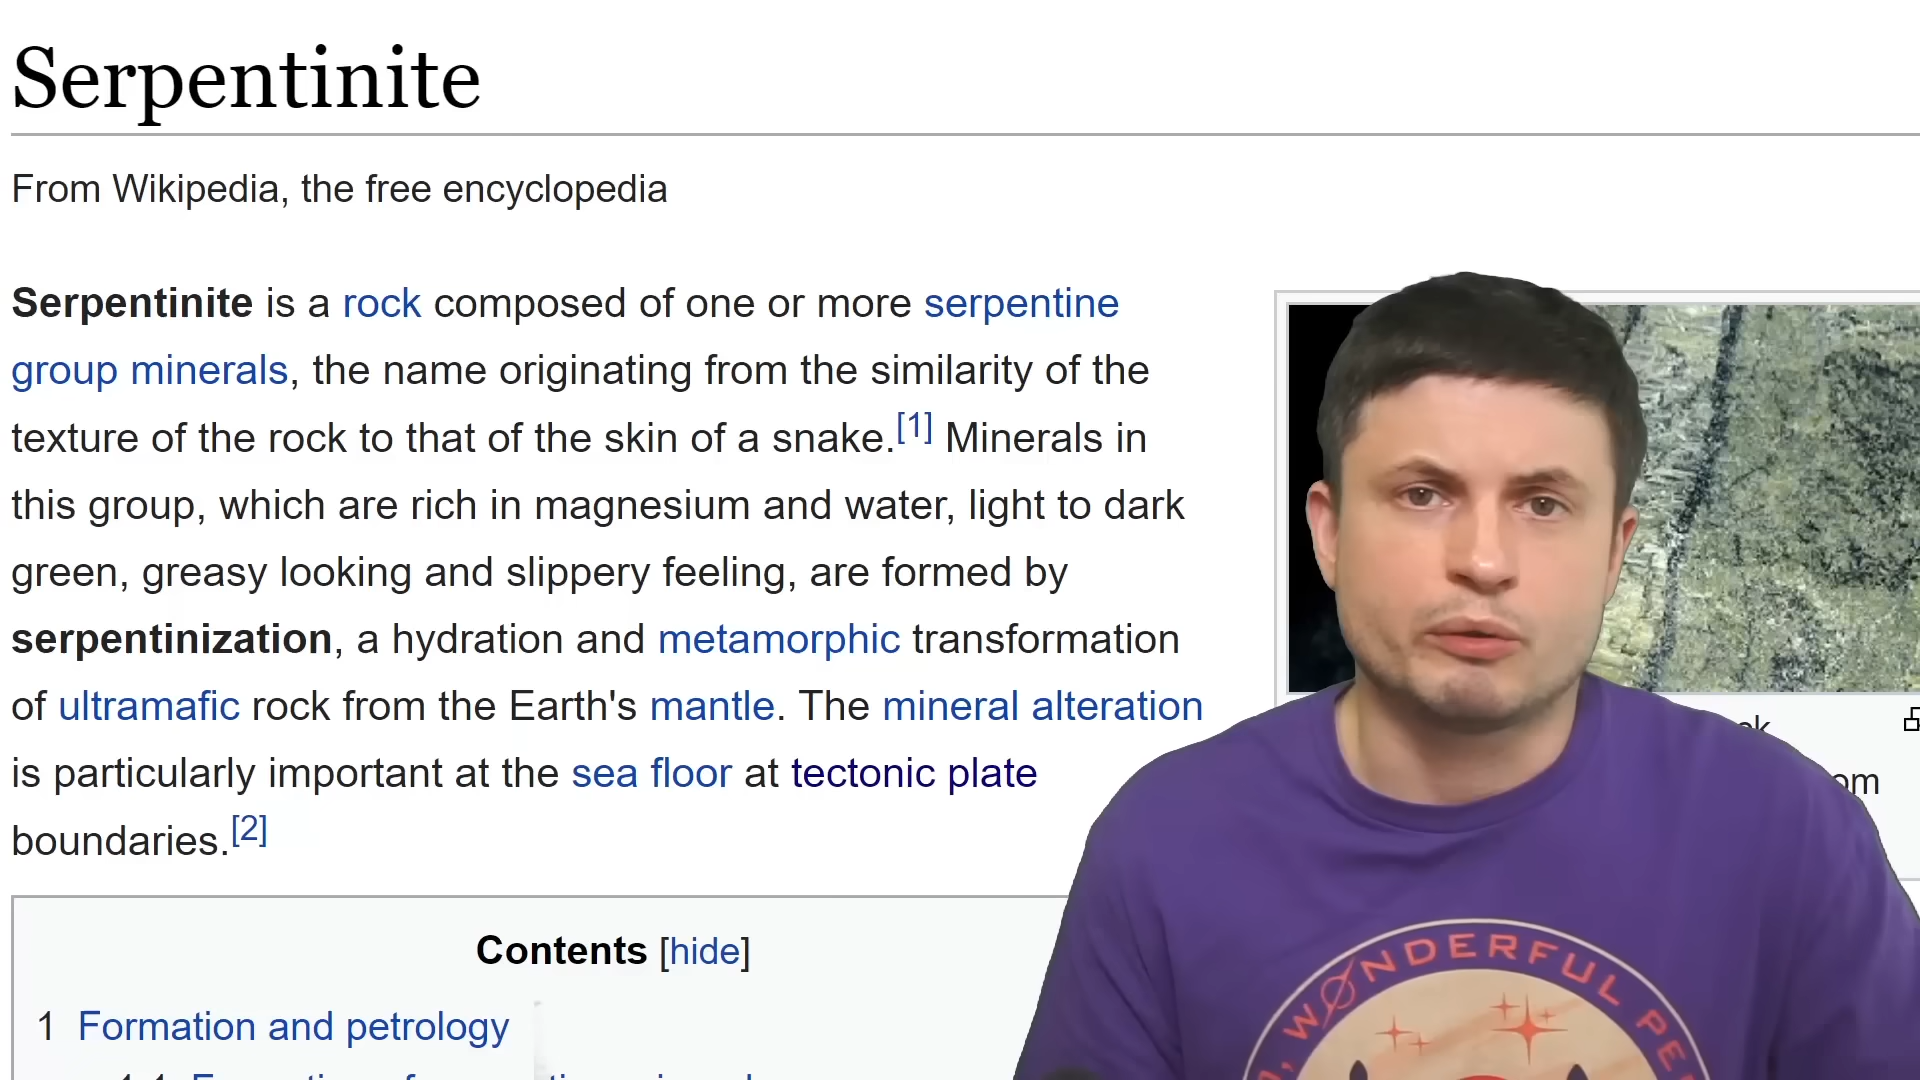 Serpentinite
From Wikipedia, the free encyclopedia
Serpentinite is a rock composed of one or more serpentine
group minerals, the name originating from the similarity of the
texture of the rock to that of the skin of a snake.[1] Minerals in
this group, which are rich in magnesium and water, light to dark
green, greasy looking and slippery feeling, are formed by
serpentinization, a hydration and metamorphic transformation
of ultramafic rock from the Earth's mantle. The mineral alteration
is particularly important at the sea floor at tectonic plate
boundaries.[2]
Contents [hide]
1 Formation and petrology
WØNDERFUL